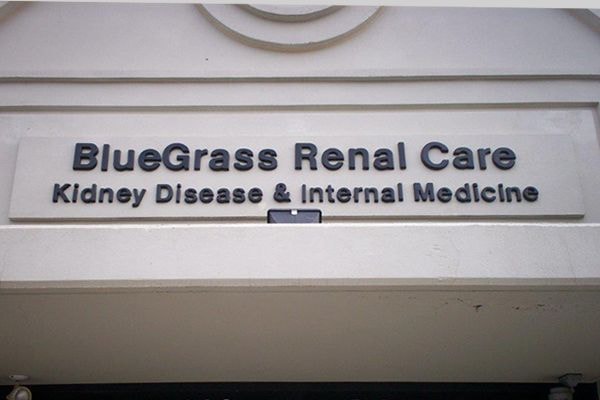 BlueGrass Renal Care
Kidney Disease & Internal Medicine